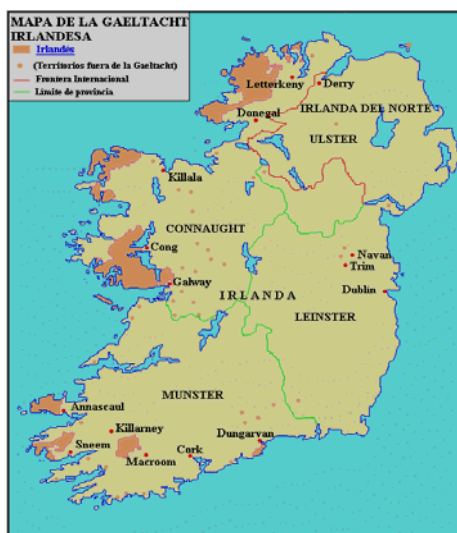 MAPA DE LA GAELTACHT
IRLANDESA
Irlandés
(Territorios fuera de la Gaeltacht)
Frontera Internacional
Límite de provincia
Letterkeny
Derry
IRLANDA DEL NORTE
Donegal
ULSTER
Killala
CONNAUGHT
Cong
Navan
Trim
Galway
IRLANDA
Dublin
LEINSTER
MUNSTER
Annascaul
Killarney
Dungarvan
Sneem
Cork
Macroom